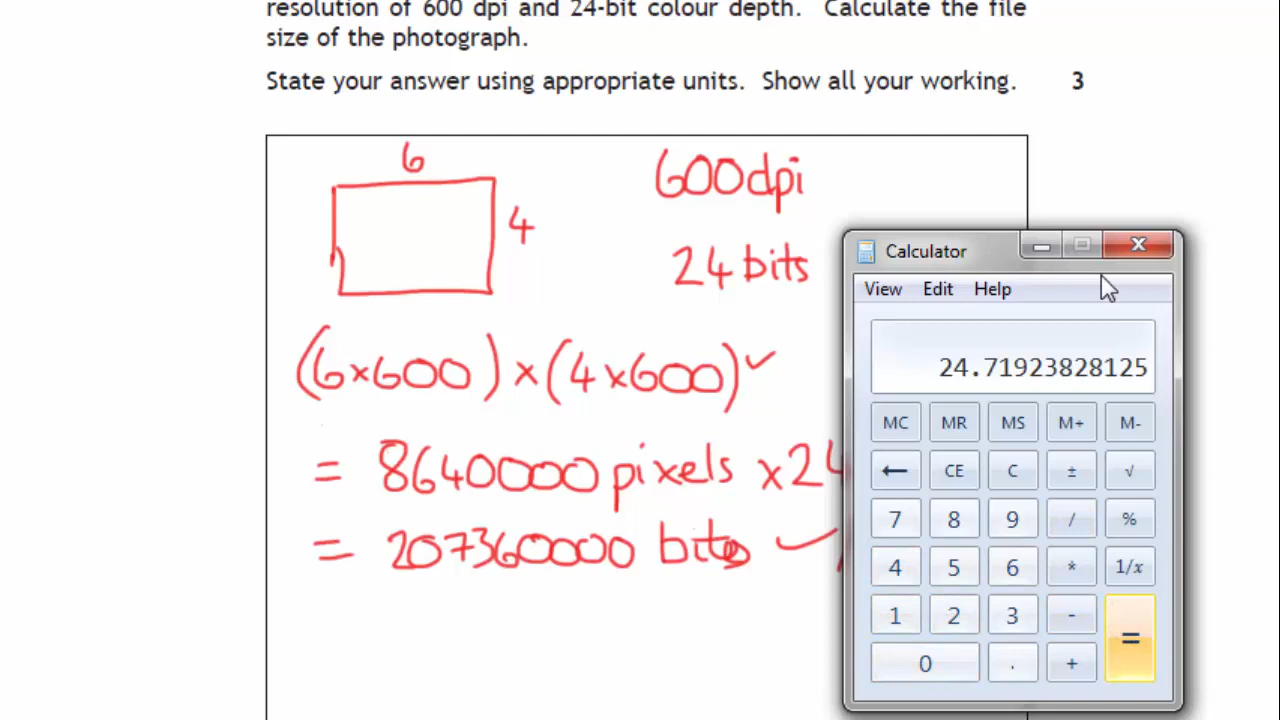 resolution of 600 dpi and 24-bit colour depth. Calculate the file
size of the photograph.
State your answer using appropriate units. Show all your working. 3
6
4
600dpi
24 bits
(6×600) × (4×600) ✓
= 8640000 pixels ×24
= 207360000 bits ✓
Calculator
View Edit Help
24.71923828125
MC MR MS M+ M-
← CE C ± √
7 8 9 / %
4 5 6 * 1/x
1 2 3 - =
0 . +